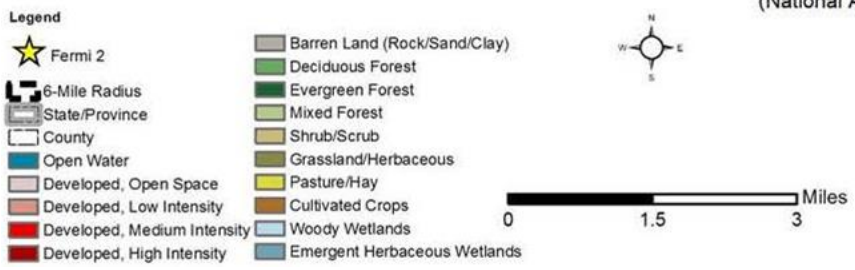 (National A
Legend
Fermi 2
6-Mile Radius
State/Province
County
Open Water
Developed, Open Space
Developed, Low Intensity
Developed, Medium Intensity
Developed, High Intensity
Barren Land (Rock/Sand/Clay)
Deciduous Forest
Evergreen Forest
Mixed Forest
Shrub/Scrub
Grassland/Herbaceous
Pasture/Hay
Cultivated Crops
Woody Wetlands
Emergent Herbaceous Wetlands
N
W E
S
Miles
0 1.5 3